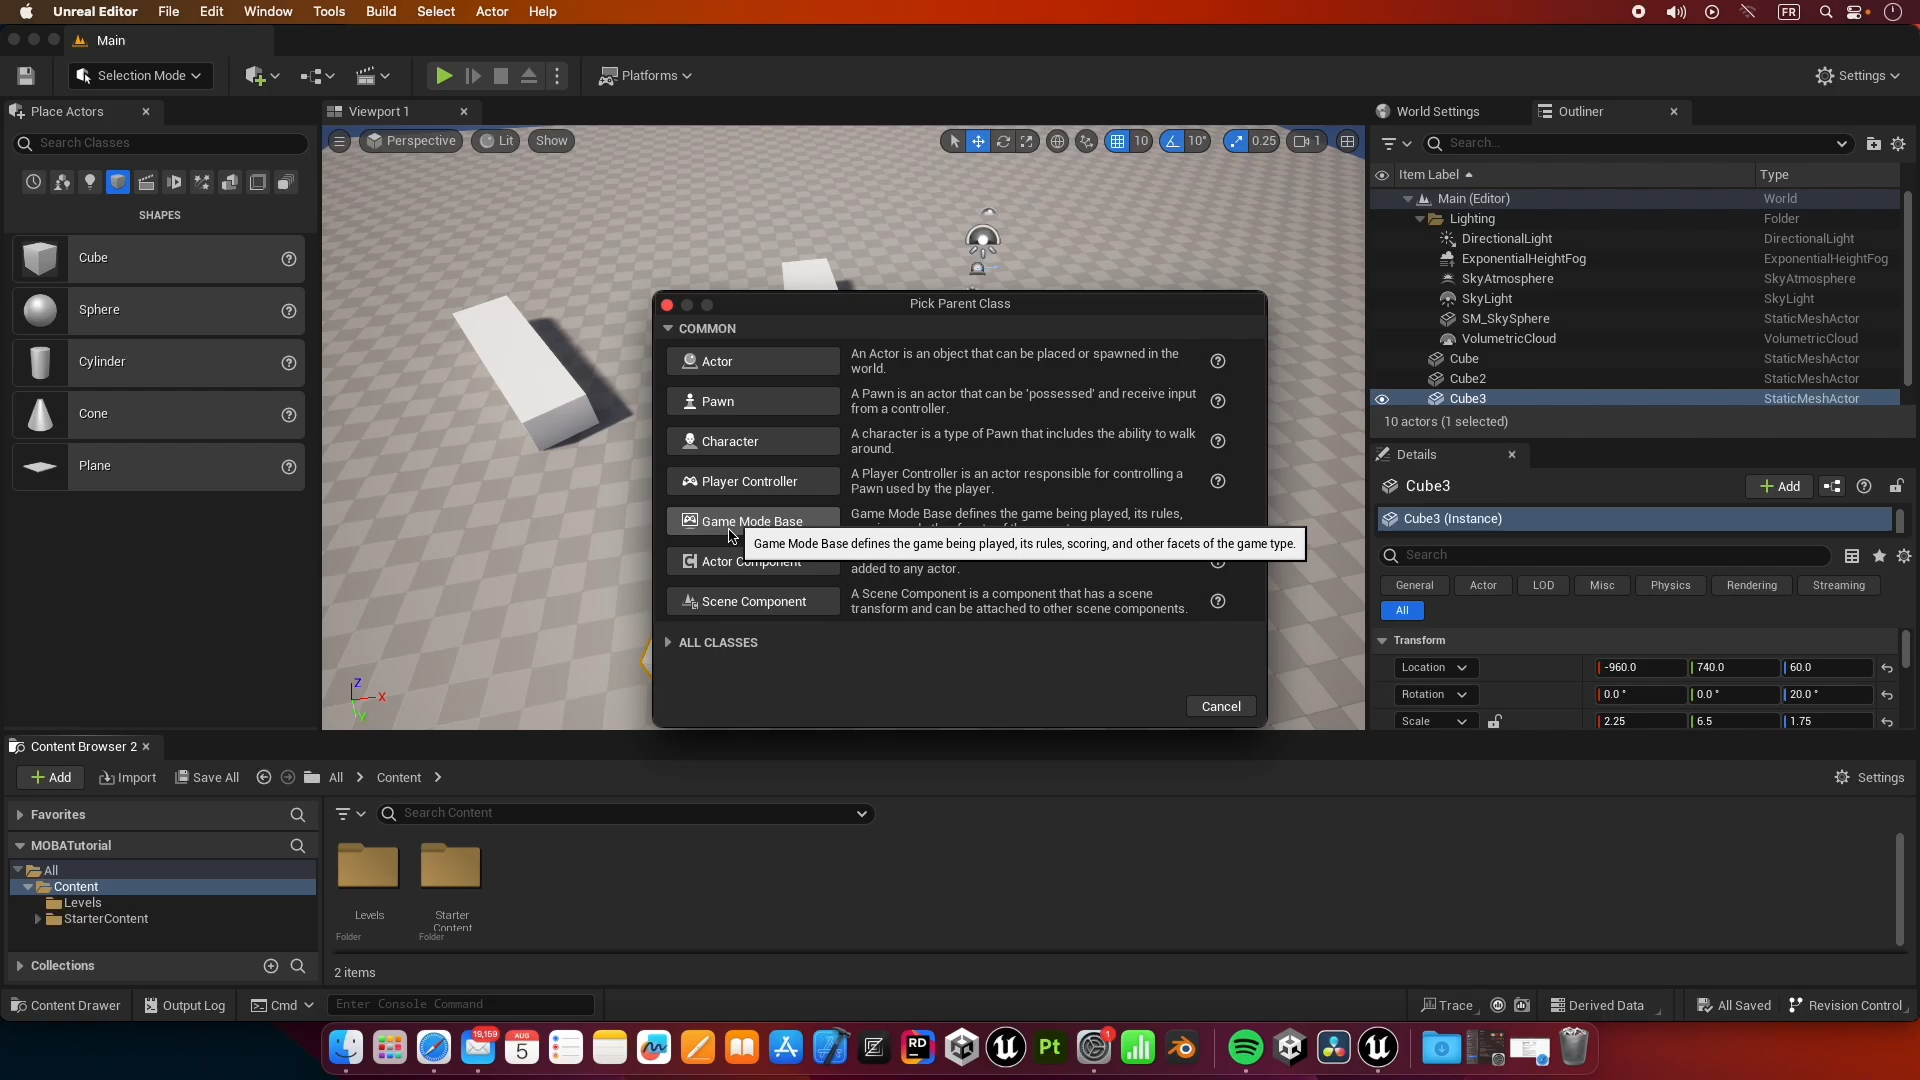 Unreal Editor File Edit Window Tools Build Select Actor Help FR
Main
Selection Mode Platforms Settings
Place Actors Viewport 1 World Settings Outliner
Search Classes Perspective Lit Show 10 10° 0.25 1 Search...
Item Label Type
SHAPES
Main (Editor) World
Lighting Folder
Cube DirectionalLight DirectionalLight
ExponentialHeightFog ExponentialHeightFog
SkyAtmosphere SkyAtmosphere
Sphere SkyLight SkyLight
SM_SkySphere StaticMeshActor
VolumetricCloud VolumetricCloud
Cylinder Cube StaticMeshActor
Cube2 StaticMeshActor
Cone Cube3 StaticMeshActor
10 actors (1 selected)
Plane
Pick Parent Class
COMMON
Actor An Actor is an object that can be placed or spawned in the
world.
Pawn A Pawn is an actor that can be 'possessed' and receive input
from a controller.
Character A character is a type of Pawn that includes the ability to walk
around.
Player Controller A Player Controller is an actor responsible for controlling a
Pawn used by the player.
Game Mode Base Game Mode Base defines the game being played, its rules,
Game Mode Base defines the game being played, its rules, scoring, and other facets of the game type.
Actor Component added to any actor.
Scene Component A Scene Component is a component that has a scene
transform and can be attached to other scene components.
ALL CLASSES
Cancel
Details
Cube3 Add
Cube3 (Instance)
Search
General Actor LOD Misc Physics Rendering Streaming
All
Transform
Location -960.0 740.0 60.0
Rotation 0.0 ° 0.0 ° 20.0 °
Scale 2.25 6.5 1.75
Z X Y
Content Browser 2
Add Import Save All All Content Settings
Favorites Search Content
MOBATutorial
All
Content
Levels
StarterContent
Levels Starter
Content
Folder Folder
Collections 2 items
Content Drawer Output Log Cmd Enter Console Command Trace Derived Data All Saved Revision Control
19,159 AUG
5 RD Pt 1